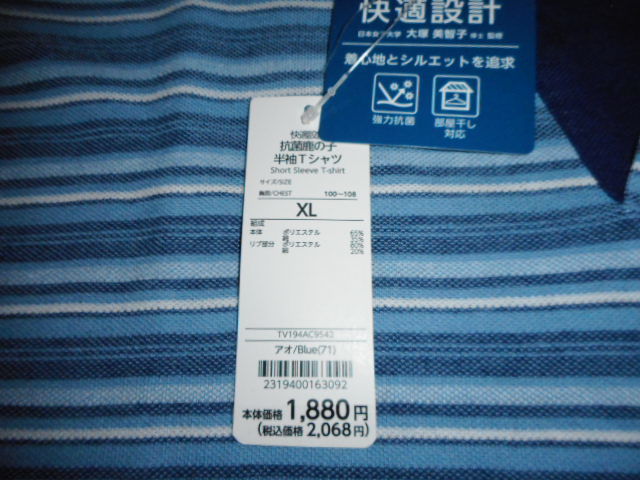 快適設計
日本女子大学 大塚 美智子 博士 監修
着心地とシルエットを追求
強力抗菌
部屋干し
対応
快適
抗菌鹿の子
半袖Tシャツ
Short Sleeve T-shirt
サイズ/SIZE
胸囲/CHEST 100～108
XL
組成
本体 ポリエステル 65%
綿 35%
リブ部分 ポリエステル 80%
綿 20%
TV194AC9542
アオ/Blue(71)
2319400163092
本体価格 1,880円
(税込価格 2,068円)